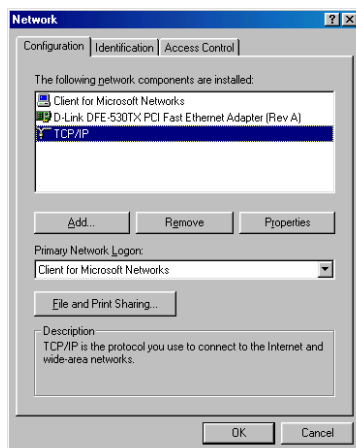 Network
Configuration Identification Access Control
The following network components are installed:
Client for Microsoft Networks
D-Link DFE-530TX PCI Fast Ethernet Adapter (Rev A)
TCP/IP
Add... Remove Properties
Primary Network Logon:
Client for Microsoft Networks
File and Print Sharing...
Description
TCP/IP is the protocol you use to connect to the Internet and
wide-area networks.
OK Cancel